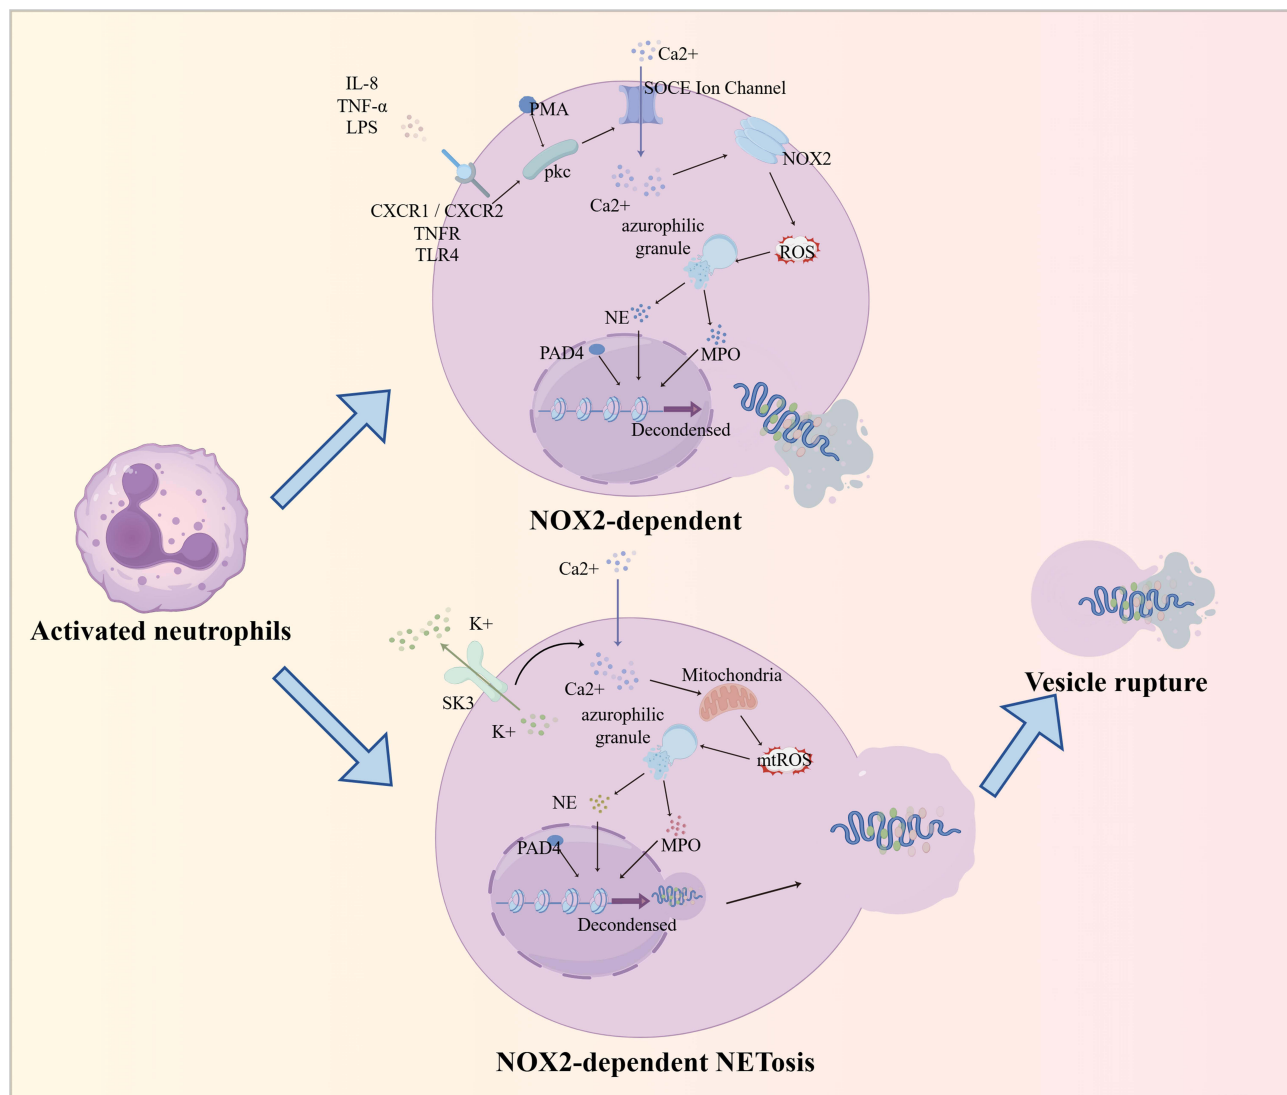 Ca2+
SOCE Ion Channel
IL-8
TNF-α
LPS
PMA
pkc
NOX2
CXCR1 / CXCR2
TNFR
TLR4
Ca2+
azurophilic
granule
ROS
NE
PAD4
MPO
Decondensed
NOX2-dependent
Activated neutrophils
Ca2+
K+
SK3
K+
Ca2+
Mitochondria
azurophilic
granule
mtROS
NE
PAD4
MPO
Decondensed
NOX2-dependent NETosis
Vesicle rupture